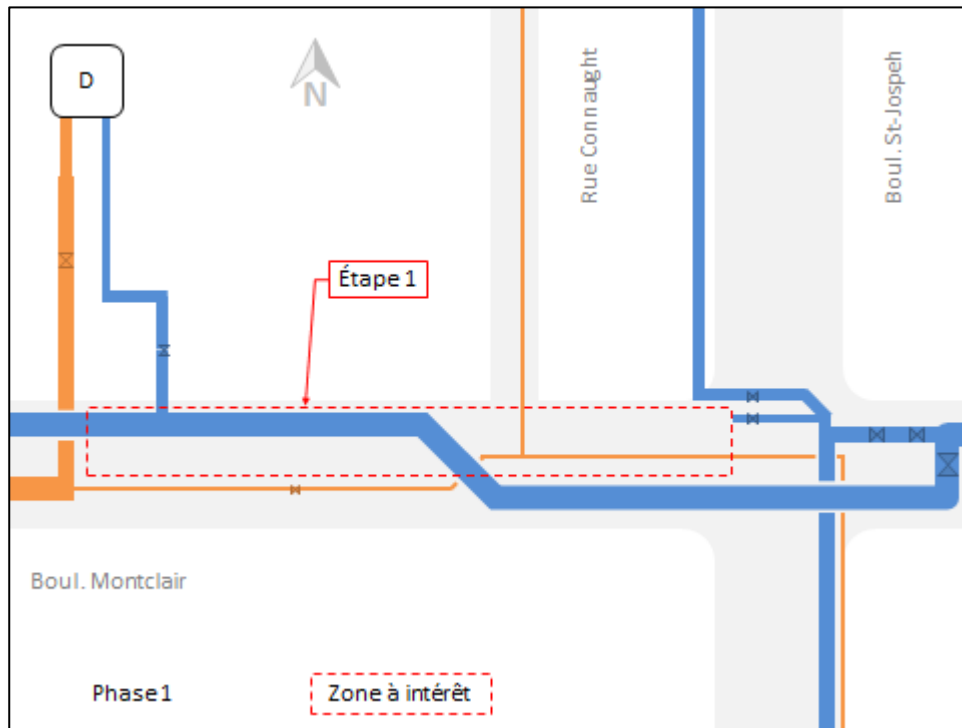 D
N
Rue Connaught
Boul. St-Jospeh
Étape 1
Boul. Montclair
Phase 1
Zone à intérêt